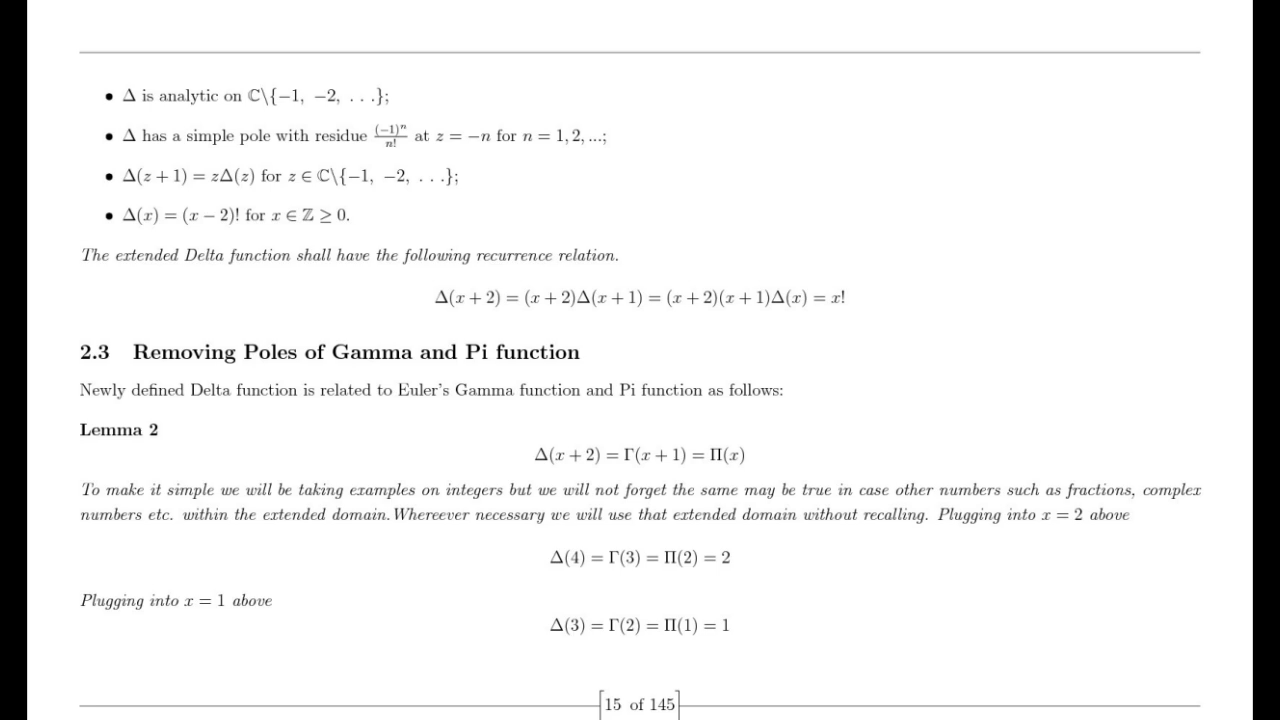 • Δ is analytic on ℂ\{−1, −2, . . .};
• Δ has a simple pole with residue (−1)ⁿ/n! at z = −n for n = 1, 2, ...;
• Δ(z + 1) = zΔ(z) for z ∈ ℂ\{−1, −2, . . .};
• Δ(x) = (x − 2)! for x ∈ ℤ ≥ 0.
The extended Delta function shall have the following recurrence relation.
Δ(x + 2) = (x + 2)Δ(x + 1) = (x + 2)(x + 1)Δ(x) = x!
2.3 Removing Poles of Gamma and Pi function
Newly defined Delta function is related to Euler's Gamma function and Pi function as follows:
Lemma 2
Δ(x + 2) = Γ(x + 1) = Π(x)
To make it simple we will be taking examples on integers but we will not forget the same may be true in case other numbers such as fractions, complex
numbers etc. within the extended domain.Whereever necessary we will use that extended domain without recalling. Plugging into x = 2 above
Δ(4) = Γ(3) = Π(2) = 2
Plugging into x = 1 above
Δ(3) = Γ(2) = Π(1) = 1
15 of 145